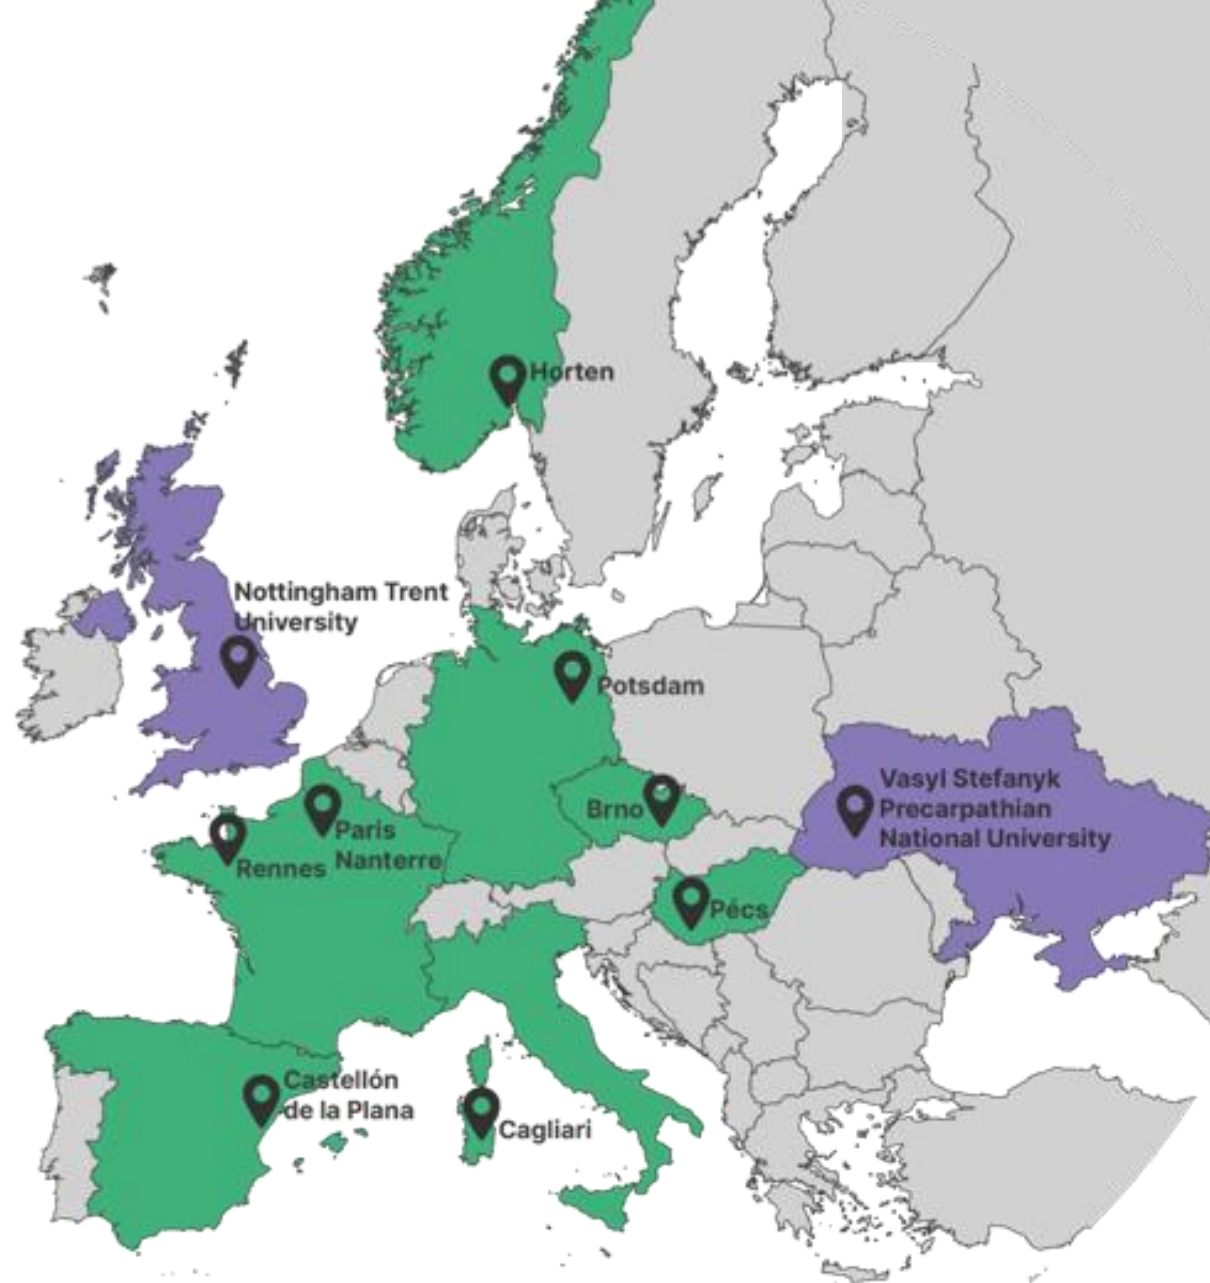 Horten
Nottingham Trent
University
Potsdam
Vasyl Stefanyk
Precarpathian
National University
Brno
Paris
Nanterre
Rennes
Pécs
Castellón
de la Plana
Cagliari